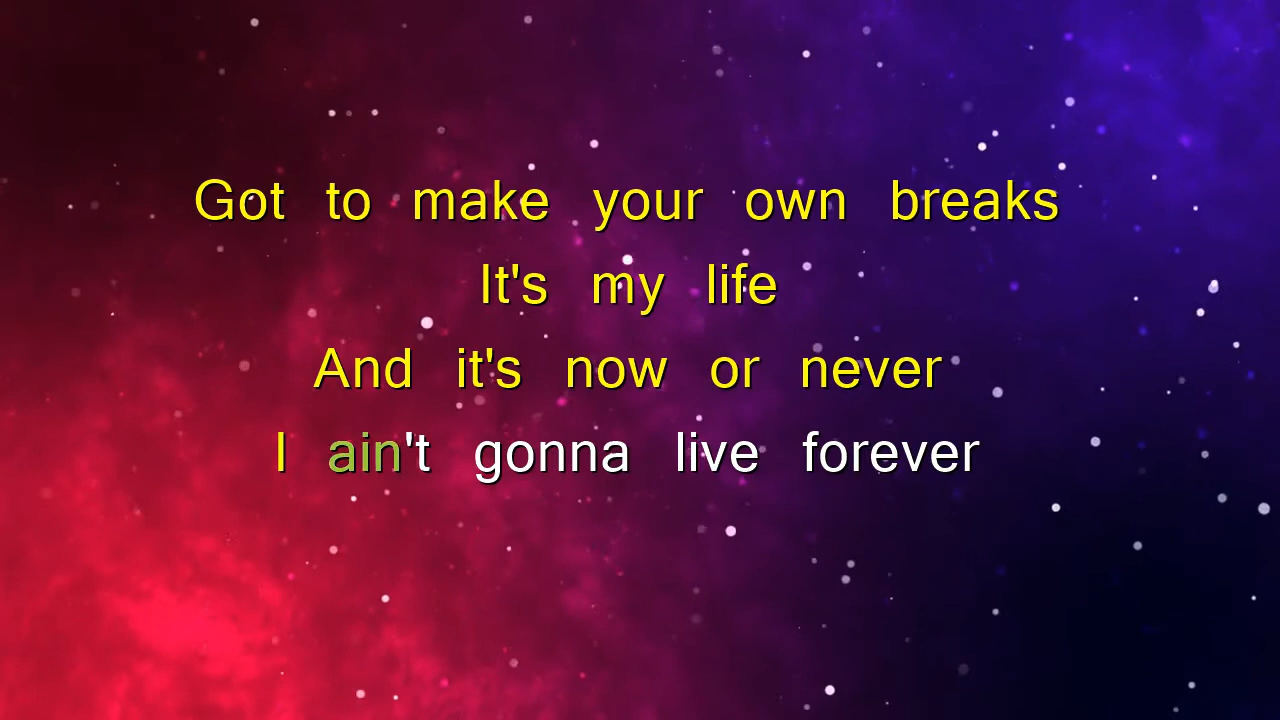 Got to make your own breaks
It's my life
And it's now or never
I ain't gonna live forever